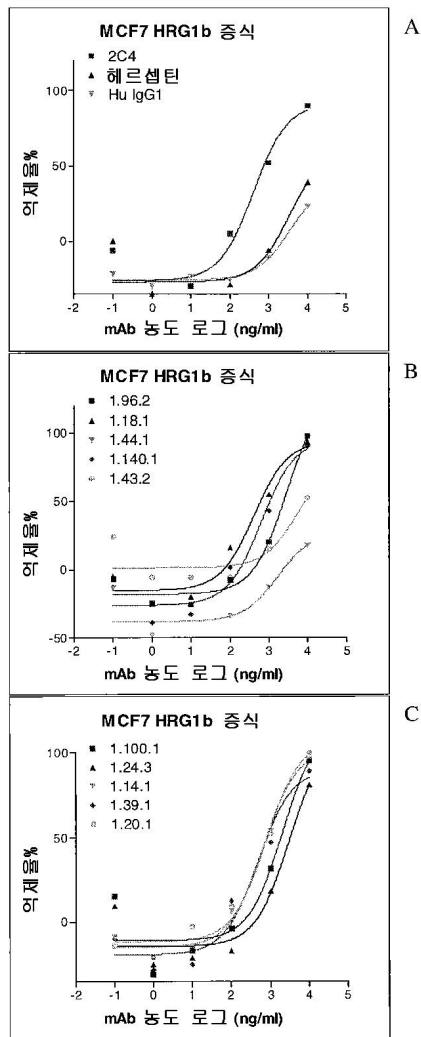 A
MCF7 HRG1b 증식
2C4
헤르셉틴
Hu IgG1
억제율%
100
50
0
-2 -1 0 1 2 3 4 5
mAb 농도 로그 (ng/ml)
B
MCF7 HRG1b 증식
1.96.2
1.18.1
1.44.1
1.140.1
1.43.2
억제율%
100
50
0
-50
-2 -1 0 1 2 3 4 5
mAb 농도 로그 (ng/ml)
C
MCF7 HRG1b 증식
1.100.1
1.24.3
1.14.1
1.39.1
1.20.1
억제율%
100
50
0
-2 -1 0 1 2 3 4 5
mAb 농도 로그 (ng/ml)